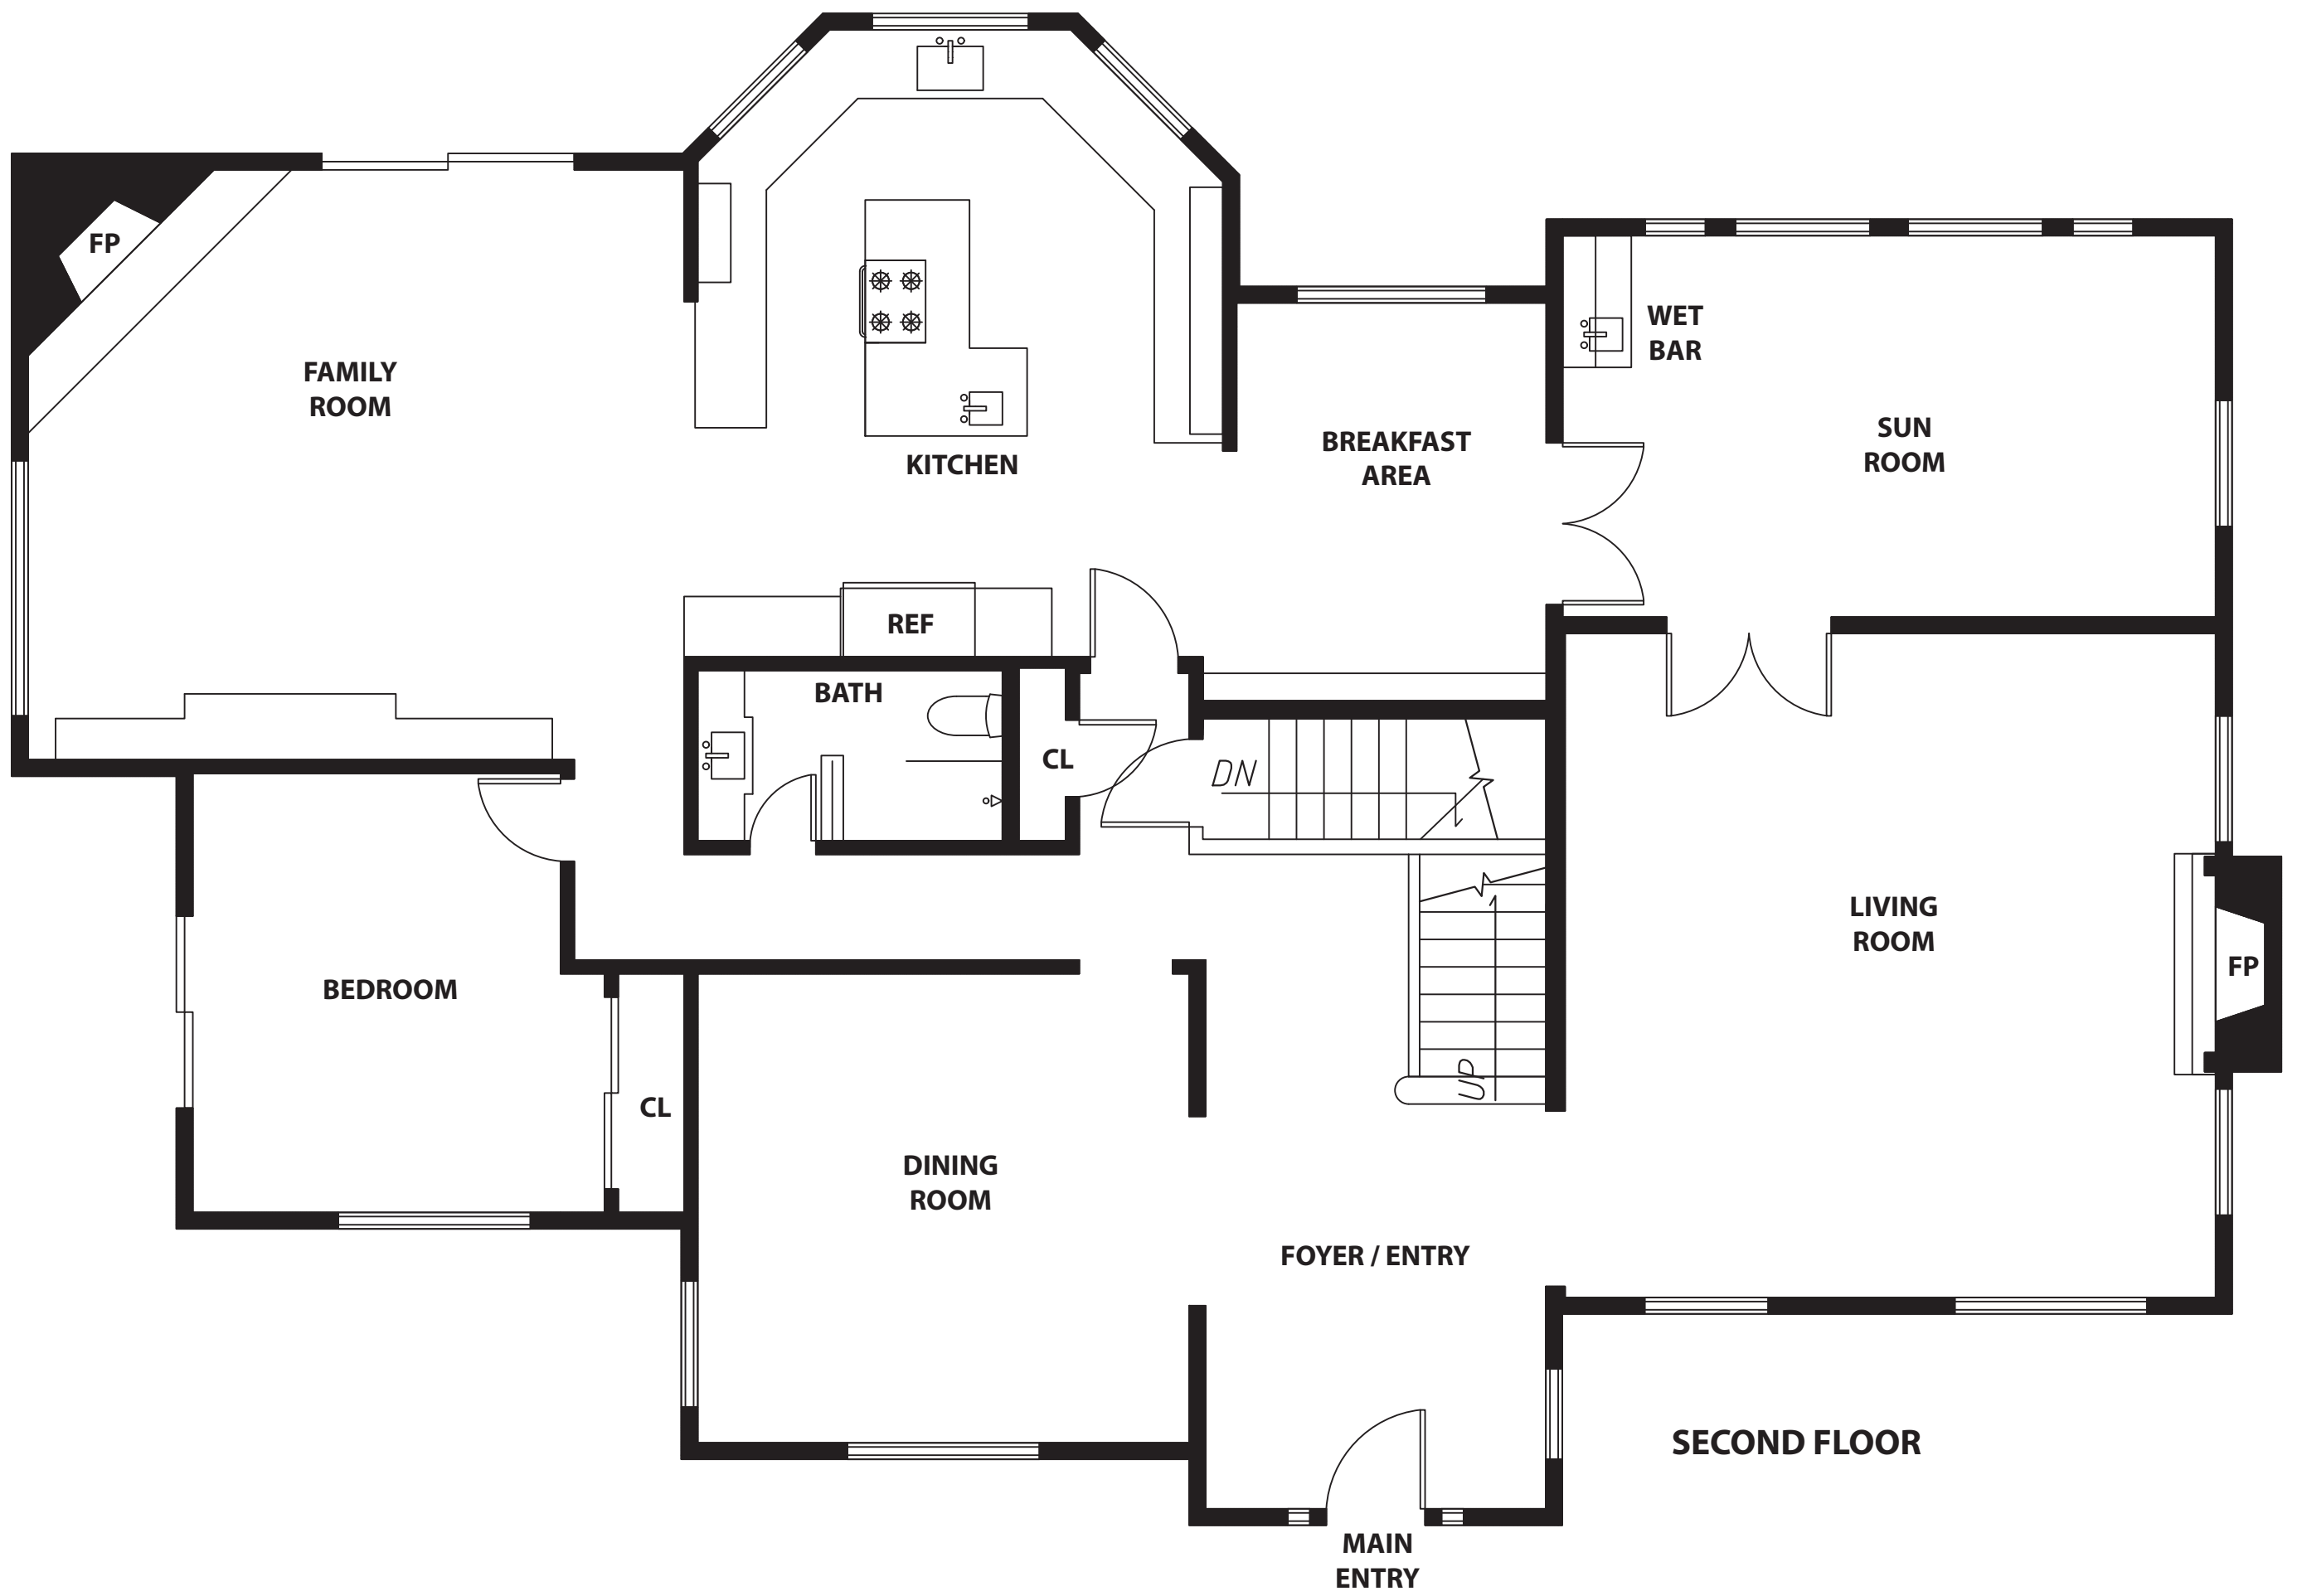 FP
WET
BAR
FAMILY
ROOM
SUN
ROOM
BREAKFAST
AREA
KITCHEN
REF
BATH
CL
DN
LIVING
ROOM
FP
BEDROOM
UP
CL
DINING
ROOM
FOYER / ENTRY
SECOND FLOOR
MAIN
ENTRY